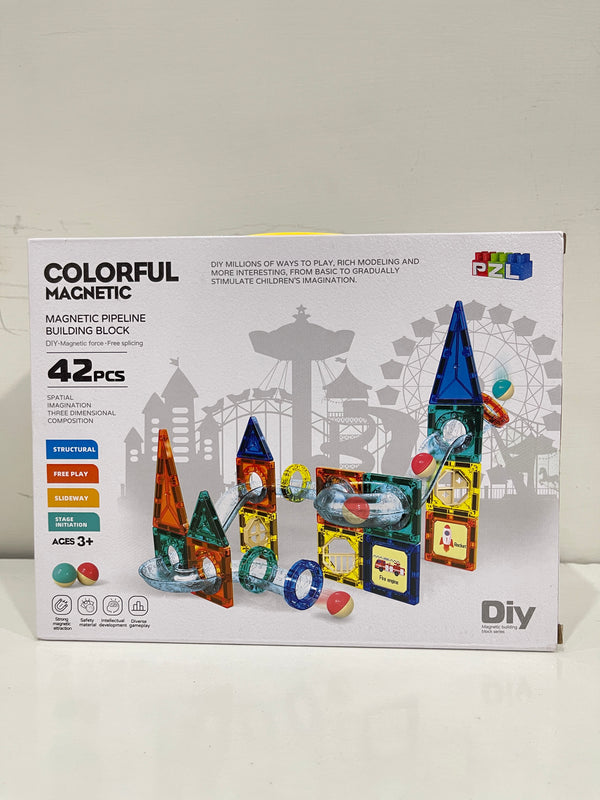 COLORFUL
MAGNETIC
DIY MILLIONS OF WAYS TO PLAY, RICH MODELING AND
MORE INTERESTING, FROM BASIC TO GRADUALLY
STIMULATE CHILDREN'S IMAGINATION.
PZL
MAGNETIC PIPELINE
BUILDING BLOCK
DIY-Magnetic force-Free splicing
42PCS
SPATIAL
IMAGINATION
THREE DIMENSIONAL
COMPOSITION
STRUCTURAL
FREE PLAY
SLIDEWAY
STAGE
INITIATION
AGES 3+
Rocket
Fire engine
Strong
magnetic
attraction
Safety
material
Intellectual
development
Diverse
gameplay
Diy
Magnetic building
block series